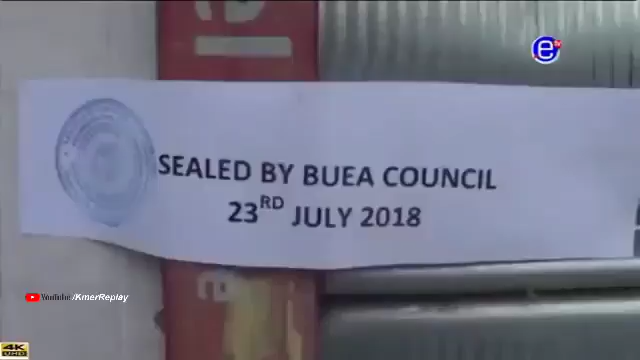 SEALED BY BUEA COUNCIL
23RD JULY 2018
e
YouTube /KmerReplay
4K
UHD